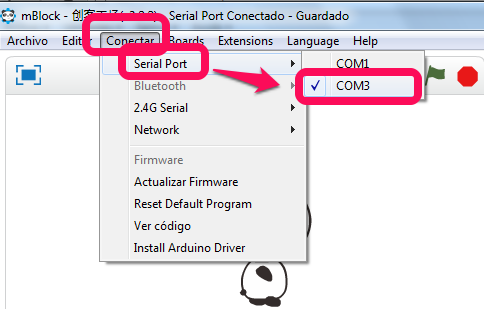 mBlock - 创客工场( Serial Port Conectado - Guardado
Archivo Edit Conectar Boards Extensions Language Help
Serial Port
Bluetooth
2.4G Serial
Network
Firmware
Actualizar Firmware
Reset Default Program
Ver código
Install Arduino Driver
COM1
COM3